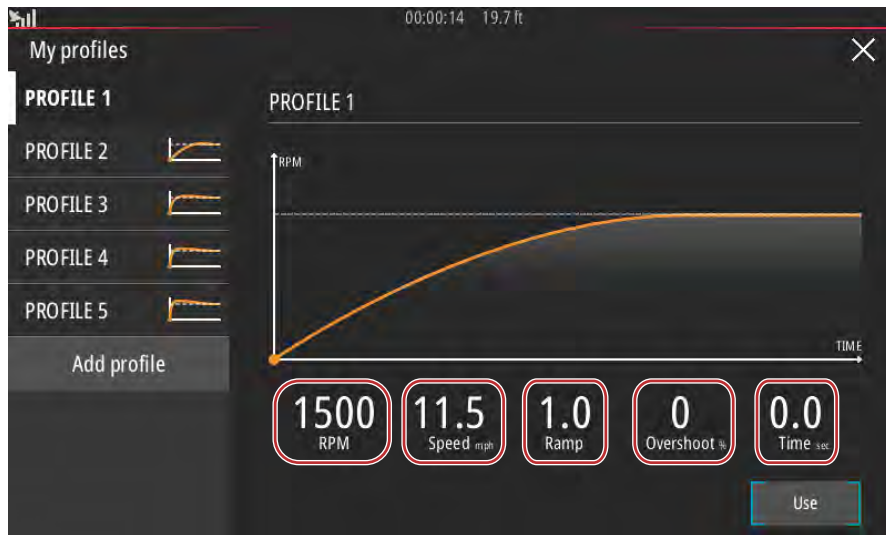 00:00:14 19.7 ft
My profiles
PROFILE 1
PROFILE 2
PROFILE 3
PROFILE 4
PROFILE 5
Add profile
PROFILE 1
RPM
TIME
1500 11.5 1.0 0 0.0
RPM Speed mph Ramp Overshoot % Time sec
Use